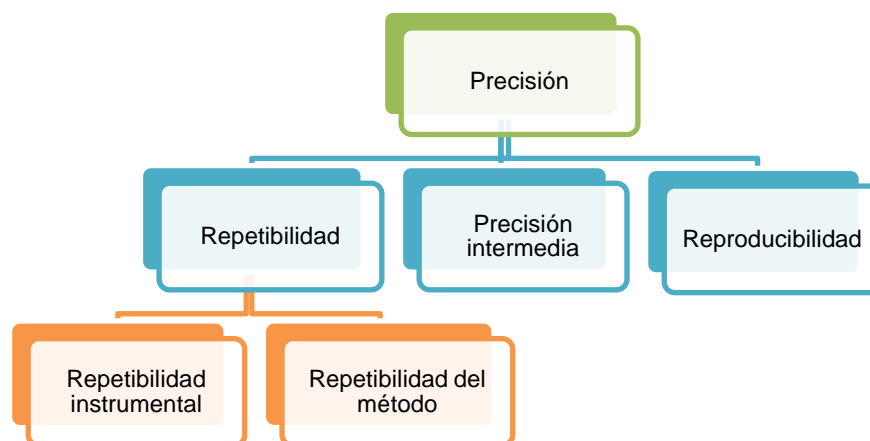 Precisión
Repetibilidad
Precisión
intermedia
Reproducibilidad
Repetibilidad
instrumental
Repetibilidad del
método